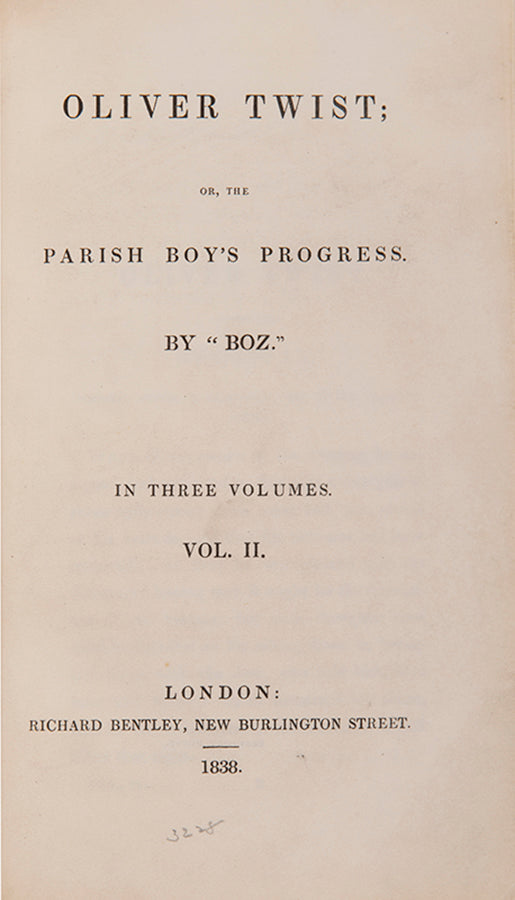 OLIVER TWIST;
OR, THE
PARISH BOY'S PROGRESS.
BY "BOZ."
IN THREE VOLUMES.
VOL. II.
LONDON:
RICHARD BENTLEY, NEW BURLINGTON STREET.
1838.
3228